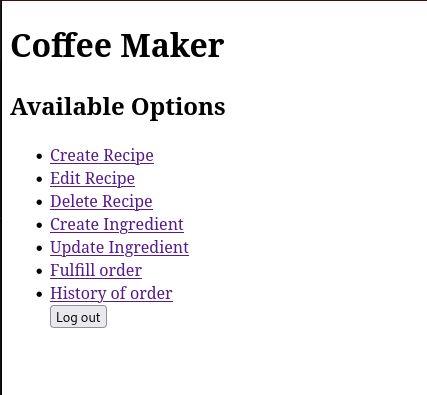 Coffee Maker
Available Options
Create Recipe
Edit Recipe
Delete Recipe
Create Ingredient
Update Ingredient
Fulfill order
History of order
Log out